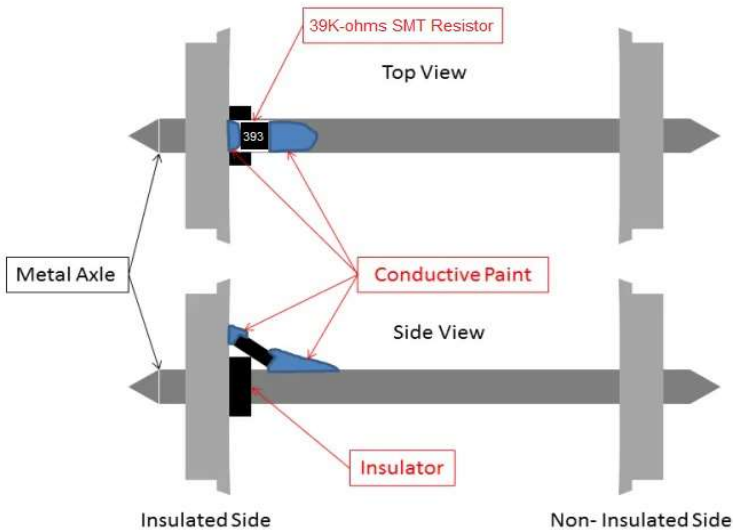 39K-ohms SMT Resistor
Top View
393
Metal Axle
Conductive Paint
Side View
Insulator
Insulated Side
Non- Insulated Side